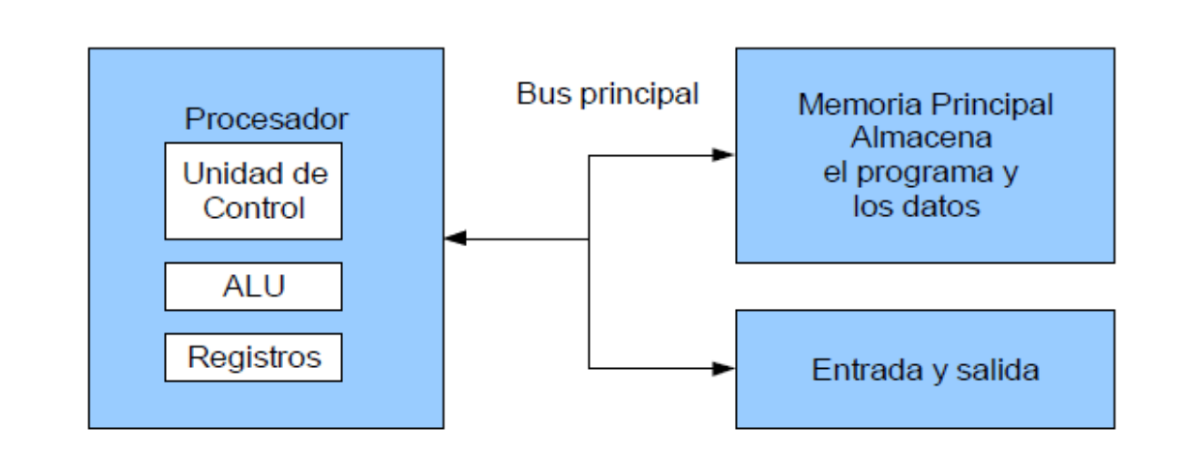 Procesador
Unidad de
Control
ALU
Registros
Bus principal
Memoria Principal
Almacena
el programa y
los datos
Entrada y salida